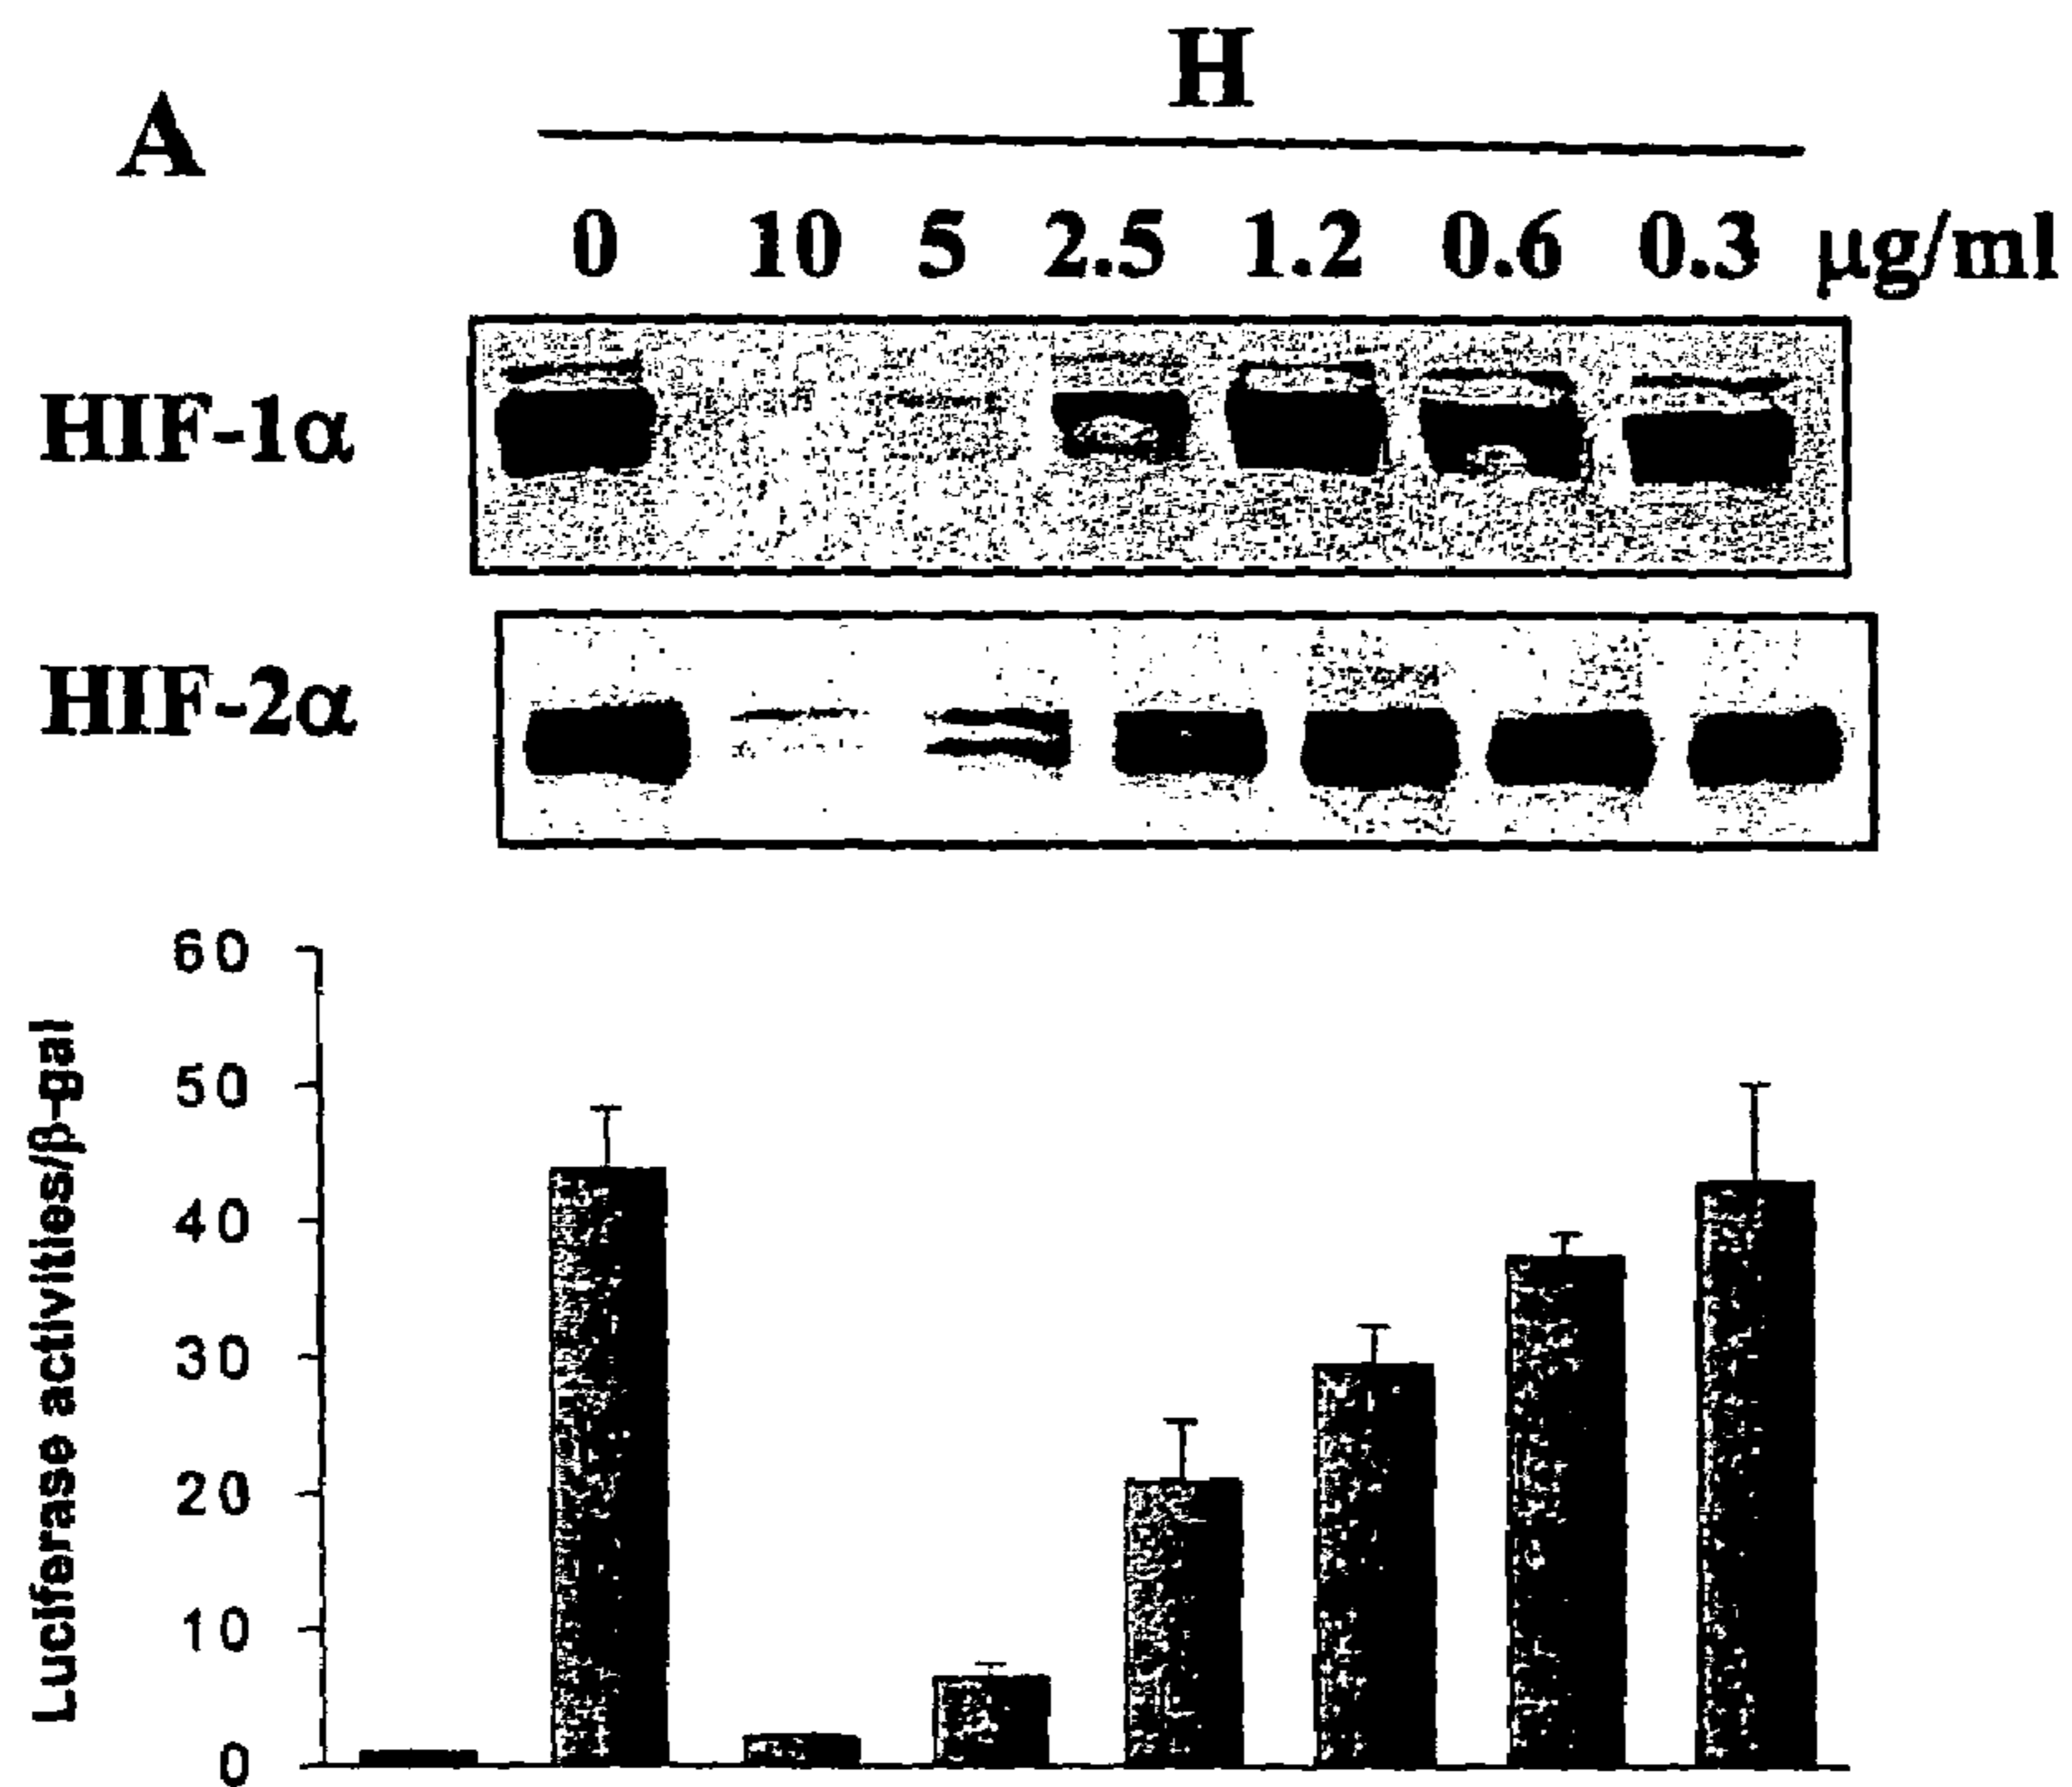 A
H
0 10 5 2.5 1.2 0.6 0.3 µg/ml
HIF-1α
HIF-2α
Luciferase activities/β-gal
60
50
40
30
20
10
0